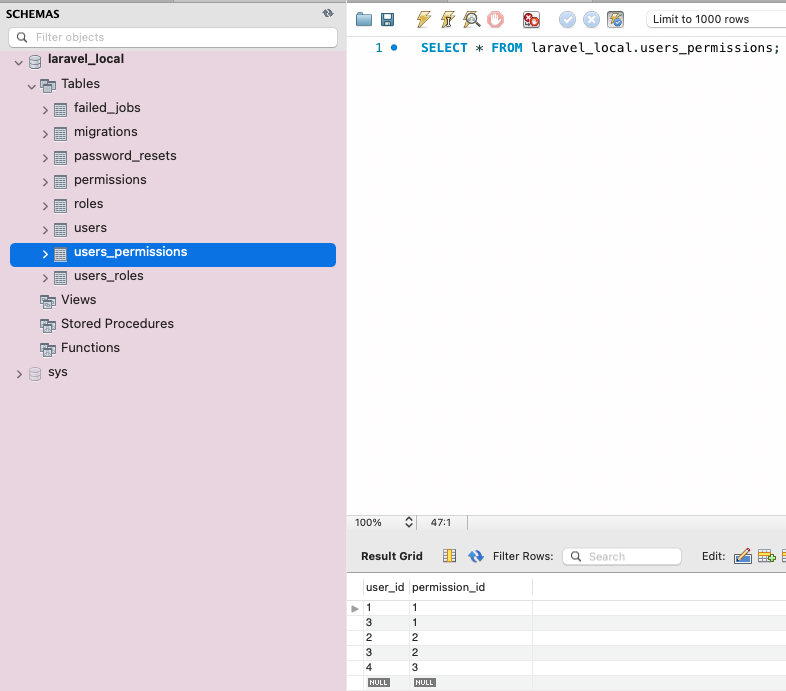 SCHEMAS
Filter objects
laravel_local
Tables
failed_jobs
migrations
password_resets
permissions
roles
users
users_permissions
users_roles
Views
Stored Procedures
Functions
sys
Limit to 1000 rows
1 SELECT * FROM laravel_local.users_permissions;
100% 47:1
Result Grid Filter Rows: Search Edit:
user_id permission_id
1 1
3 1
2 2
3 2
4 3
NULL NULL